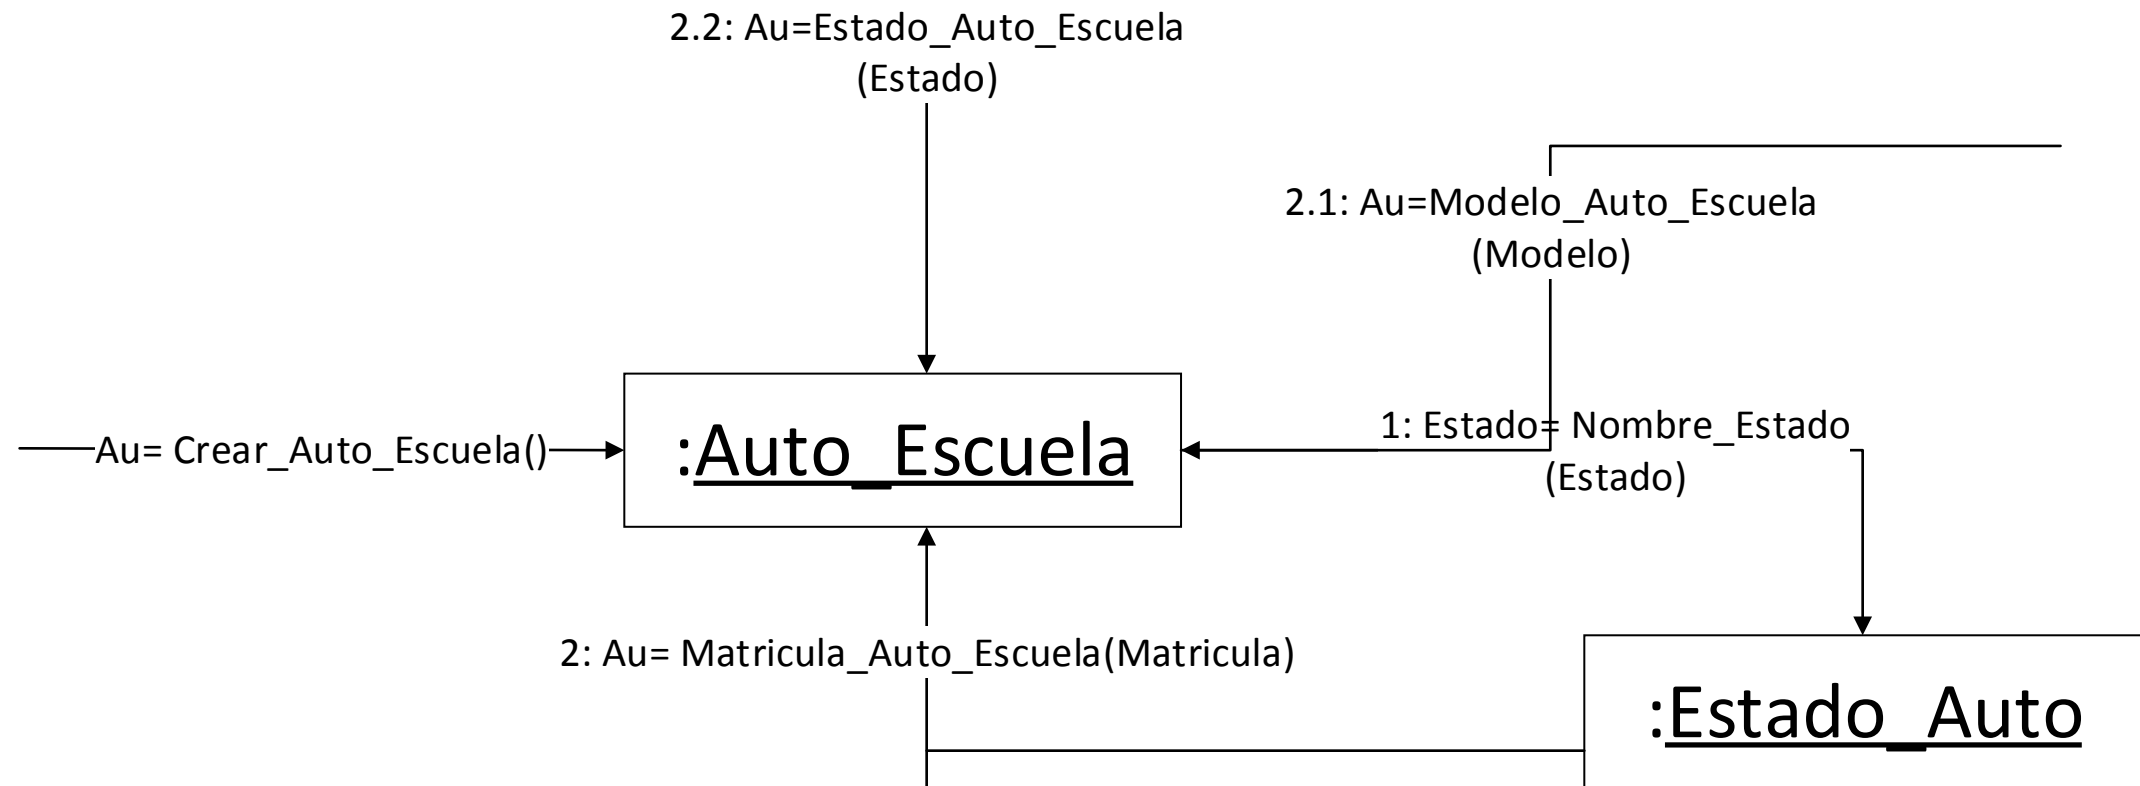 2.2: Au=Estado_Auto_Escuela
(Estado)
2.1: Au=Modelo_Auto_Escuela
(Modelo)
Au= Crear_Auto_Escuela()
:Auto_Escuela
1: Estado= Nombre_Estado
(Estado)
2: Au= Matricula_Auto_Escuela(Matricula)
:Estado_Auto